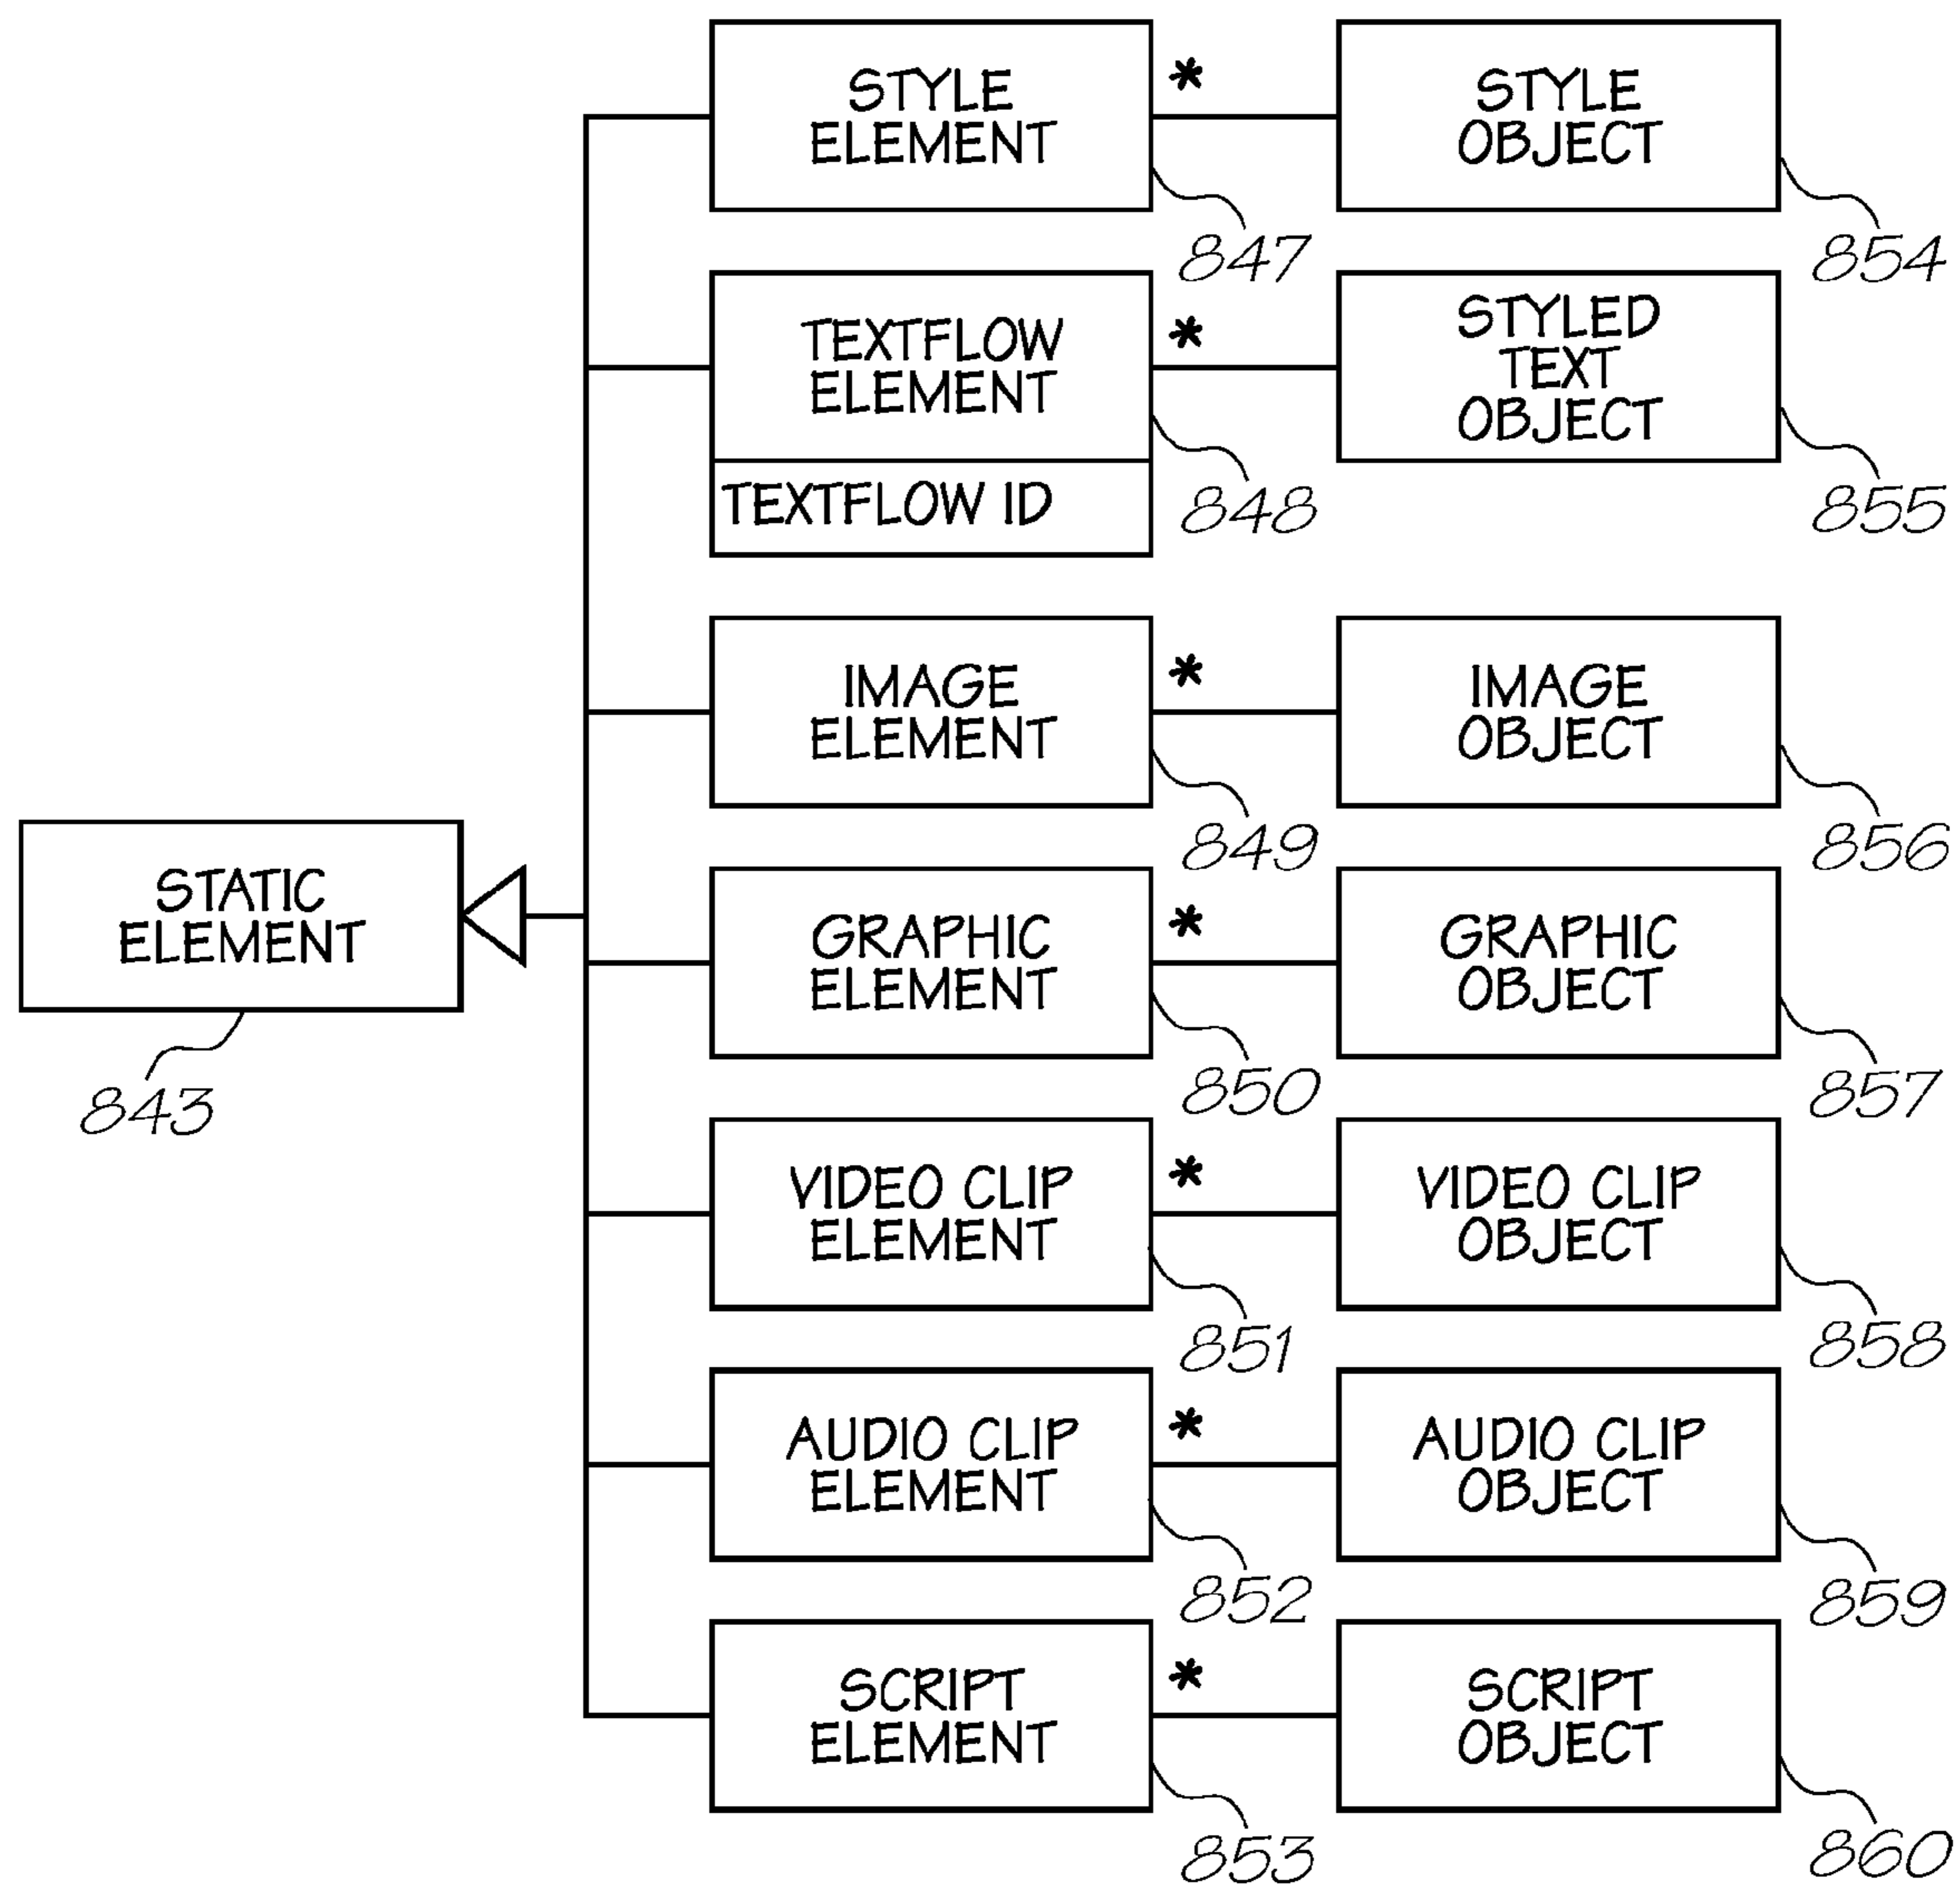 STYLE
ELEMENT
*
STYLE
OBJECT
847
854
TEXTFLOW
ELEMENT
TEXTFLOW ID
*
STYLED
TEXT
OBJECT
848
855
IMAGE
ELEMENT
*
IMAGE
OBJECT
849
856
STATIC
ELEMENT
843
GRAPHIC
ELEMENT
*
GRAPHIC
OBJECT
850
857
VIDEO CLIP
ELEMENT
*
VIDEO CLIP
OBJECT
851
858
AUDIO CLIP
ELEMENT
*
AUDIO CLIP
OBJECT
852
859
SCRIPT
ELEMENT
*
SCRIPT
OBJECT
853
860